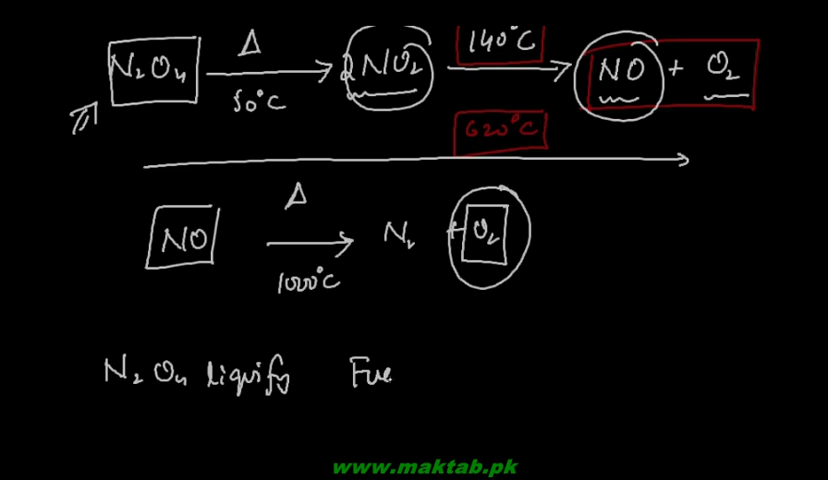 N₂O₄ Δ 50°C 2NO₂ 140°C NO + O₂
620°C
NO Δ 1000°C N₂ + O₂
N₂O₄ liquify Fue
www.maktab.pk